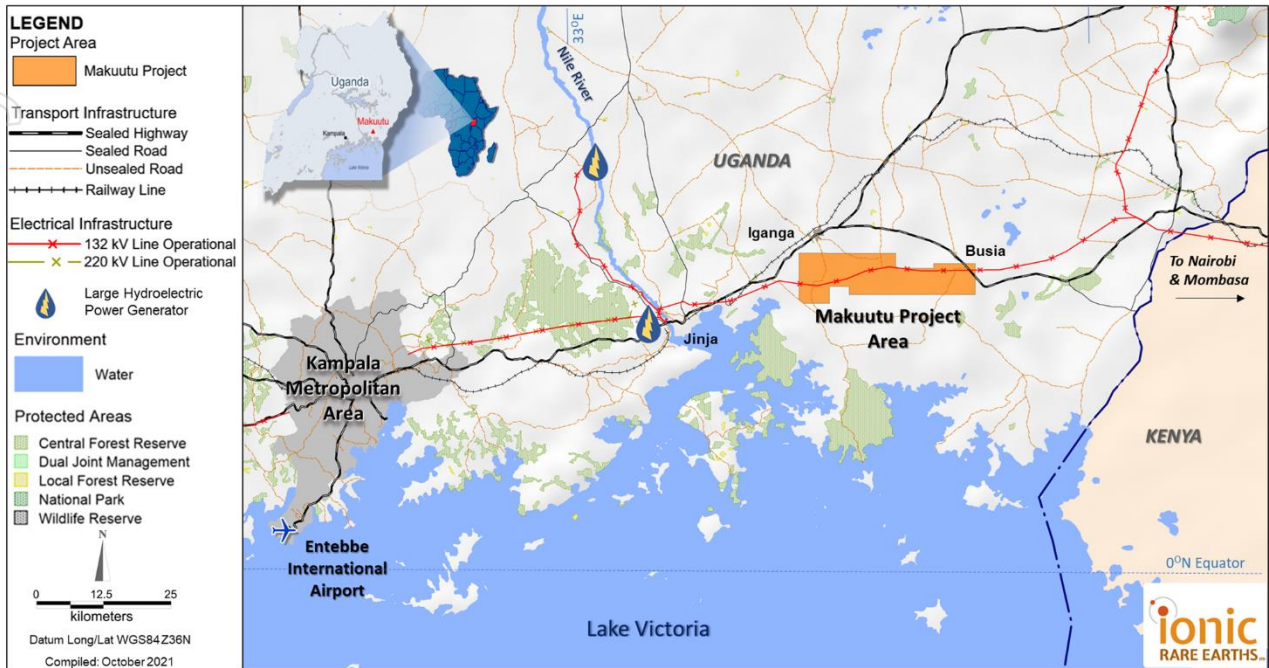 LEGEND
Project Area
Makuutu Project
Transport Infrastructure
Sealed Highway
Sealed Road
Unsealed Road
Railway Line
Electrical Infrastructure
132 kV Line Operational
220 kV Line Operational
Large Hydroelectric
Power Generator
Environment
Water
Protected Areas
Central Forest Reserve
Dual Joint Management
Local Forest Reserve
National Park
Wildlife Reserve
N
0 12.5 25
kilometers
Datum Long/Lat WGS84Z36N
Compiled: October 2021
Uganda
Kampala
Makuutu
Lake Victoria
33°E
Nile River
UGANDA
Iganga
Busia
To Nairobi
& Mombasa
Makuutu Project
Area
Jinja
Kampala
Metropolitan
Area
KENYA
Entebbe
International
Airport
0°N Equator
Lake Victoria
ionic
RARE EARTHS